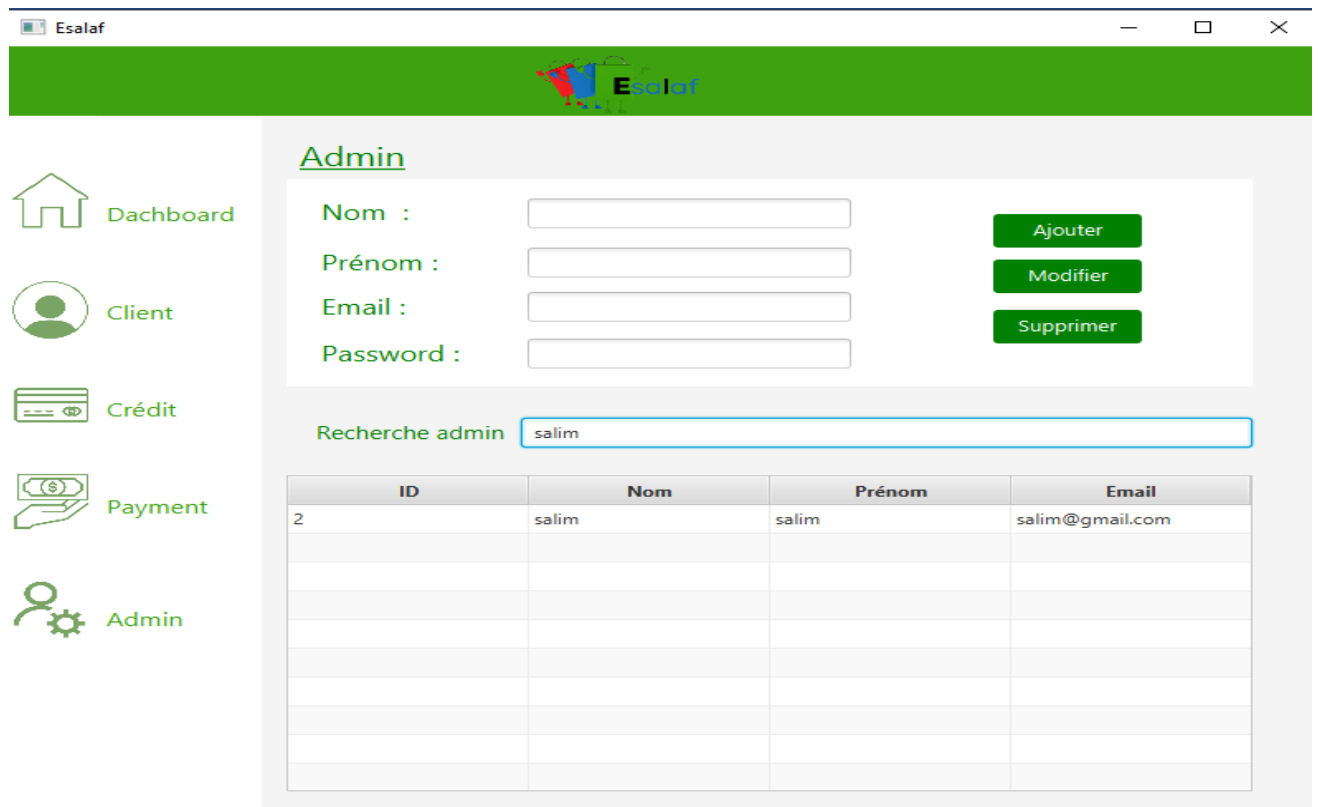 Esalaf
Esalaf
Admin
Dachboard
Client
Crédit
Payment
Admin
Nom :
Prénom :
Email :
Password :
Ajouter
Modifier
Supprimer
Recherche admin salim
ID Nom Prénom Email
2 salim salim salim@gmail.com